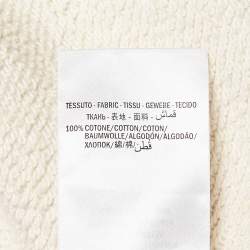 TESSUTO - FABRIC - TISSU - GEWEBE - TECIDO
ТКАНЬ - 表地 - 面料 - قماش
100% COTONE/COTTON/COTON/
BAUMWOLLE/ALGODÓN/ALGODÃO/
ХЛОПОК/綿/棉/ قطن